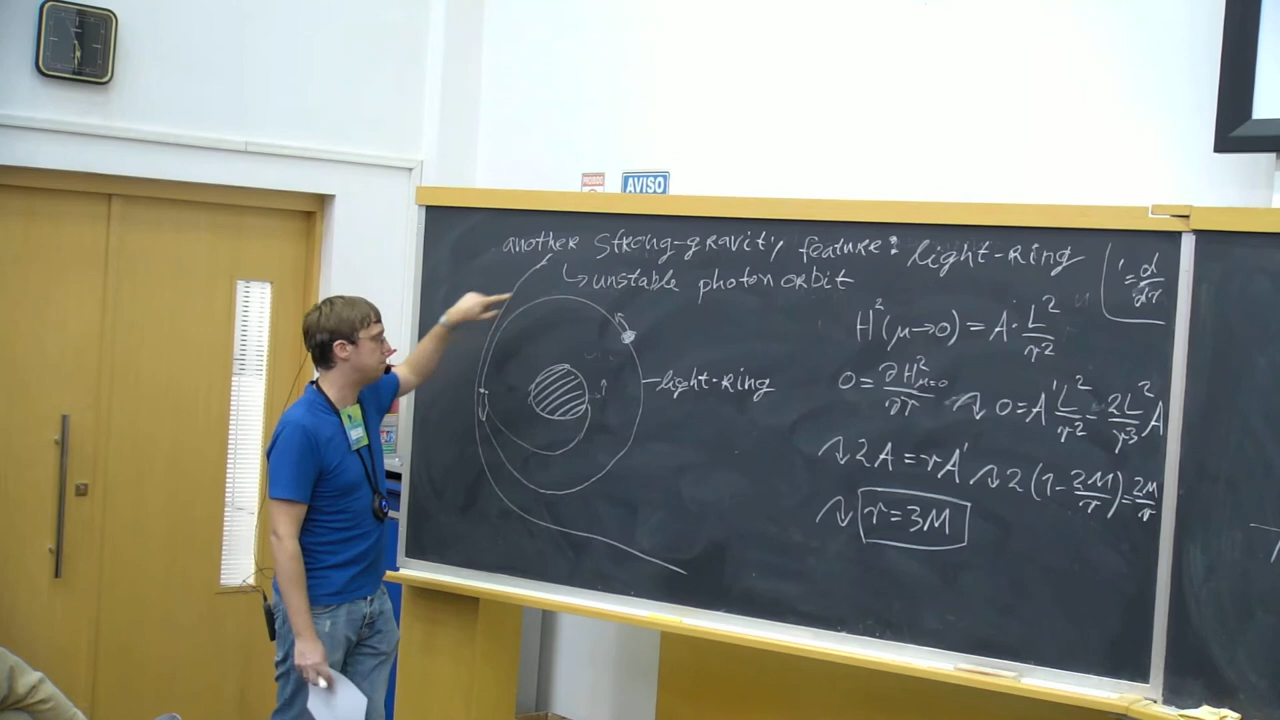 AVISO
another strong-gravity feature: light-ring
↳ unstable photon orbit
' = d/dr
H²(μ→0) = A · L²/r²
light-ring
0 = ∂H²_{μ=0}/∂r ↝ 0 = A' L²/r² - 2L²/r³ A
↝ 2A = rA' ↝ 2(1 - 2M/r) = 2M/r
↝ r = 3M